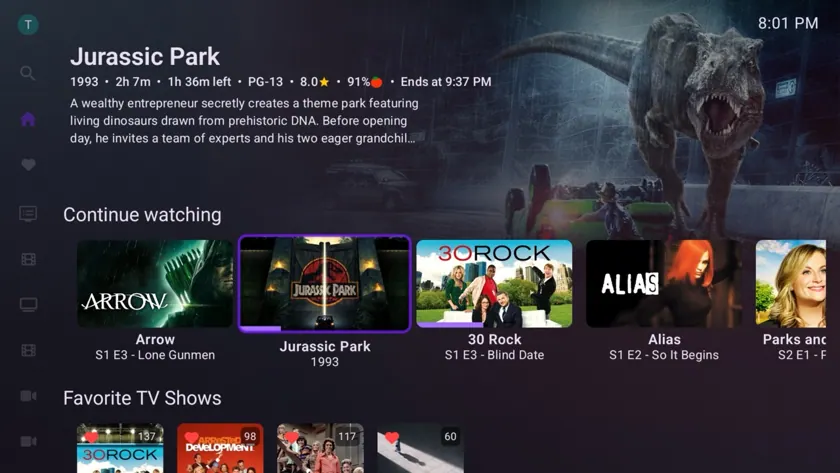 T
8:01 PM
Jurassic Park
1993 • 2h 7m • 1h 36m left • PG-13 • 8.0⭐ • 91%🍅 • Ends at 9:37 PM
A wealthy entrepreneur secretly creates a theme park featuring
living dinosaurs drawn from prehistoric DNA. Before opening
day, he invites a team of experts and his two eager grandchil…
Continue watching
ARROW
JURASSIC PARK
30ROCK
ALIAS
Arrow
S1 E3 - Lone Gunmen
Jurassic Park
1993
30 Rock
S1 E3 - Blind Date
Alias
S1 E2 - So It Begins
Parks and
S2 E1 -
Favorite TV Shows
137
30ROCK
98
ARRESTED
DEVELOPMENT
117
60